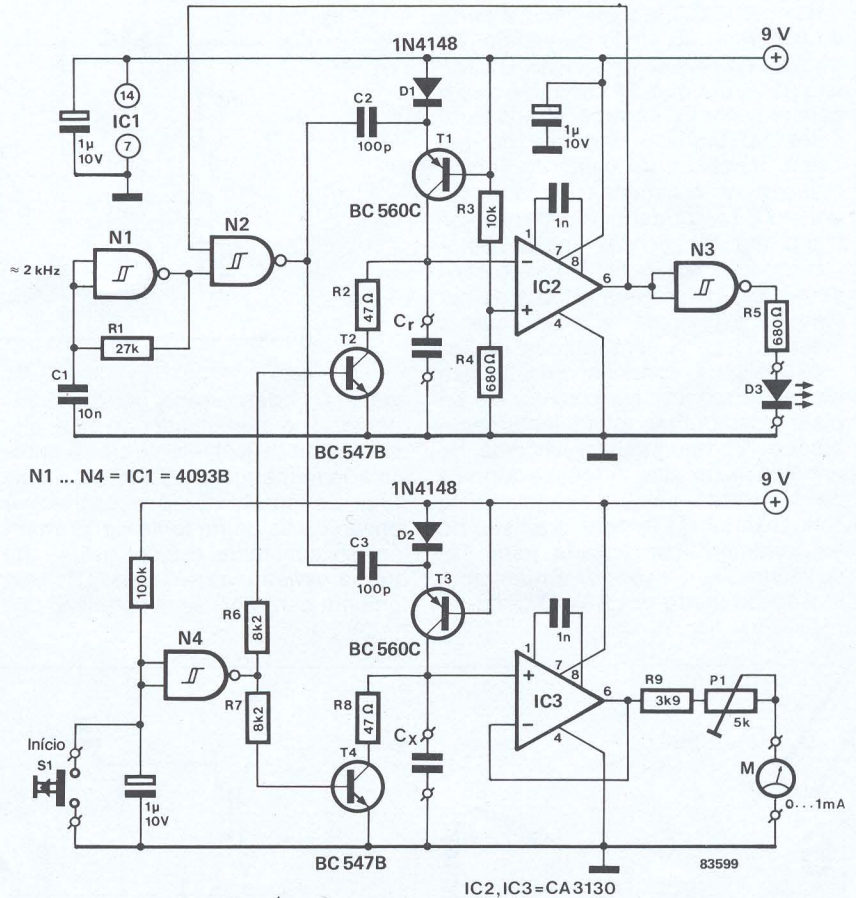 9 V
1N4148
14
IC1
7
1µ
10V
C2
100p
D1
T1
BC 560C
1µ
10V
R3
10k
1n
1
7
8
N1
N2
N3
≈ 2 kHz
IC2
6
4
R1
27k
C1
10n
R2
47Ω
T2
Cr
R4
680Ω
R5
680Ω
D3
BC 547B
N1 ... N4 = IC1 = 4093B
1N4148
9 V
100k
C3
100p
D2
T3
BC 560C
N4
R6
8k2
R7
8k2
R8
47Ω
1n
1
7
8
IC3
6
4
R9
3k9
P1
5k
Início
S1
1µ
10V
T4
Cx
M
0...1mA
BC 547B
83599
IC2, IC3=CA3130